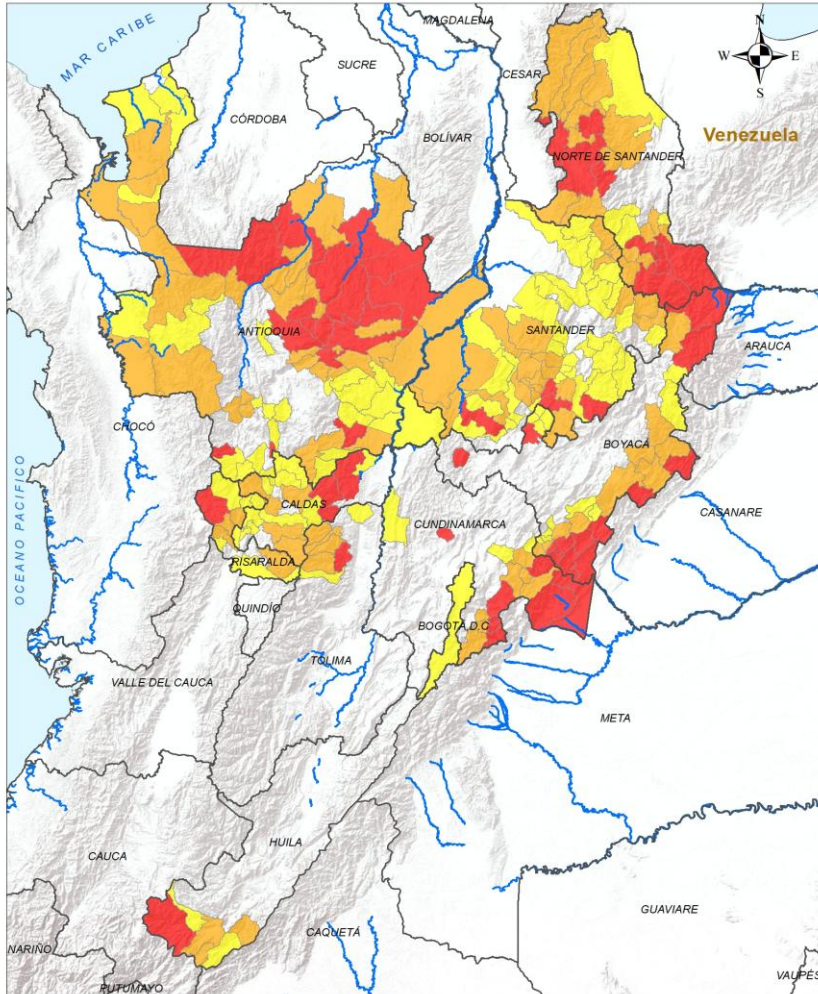 MAGDALENA
N
MAR CARIBE
SUCRE
CESAR
W
E
S
CÓRDOBA
BOLÍVAR
Venezuela
NORTE DE SANTANDER
ANTIOQUIA
SANTANDER
ARAUCA
CHOCÓ
BOYACÁ
OCEANO PACIFICO
CALDAS
CUNDINAMARCA
CASANARE
RISARALDA
QUINDÍO
BOGOTÁ, D.C
TOLIMA
VALLE DEL CAUCA
META
HUILA
CAUCA
GUAVIARE
CAQUETÁ
NARIÑO
VAUPÉS
PUTUMAYO